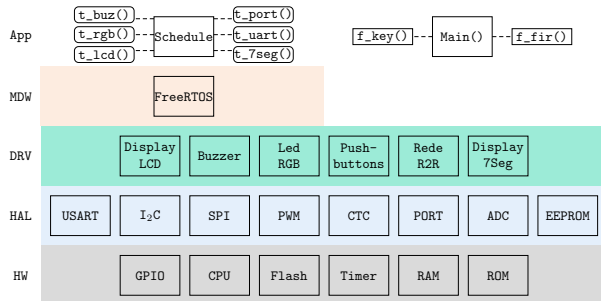 t_buz()
t_port()
App
t_rgb()
Schedule
t_uart()
f_key()
Main()
f_fir()
t_lcd()
t_7seg()
MDW
FreeRTOS
DRV
Display
LCD
Buzzer
Led
RGB
Push-
buttons
Rede
R2R
Display
7Seg
HAL
USART
I₂C
SPI
PWM
CTC
PORT
ADC
EEPROM
HW
GPIO
CPU
Flash
Timer
RAM
ROM